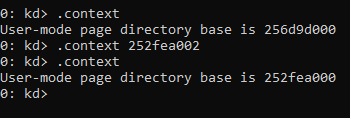 0: kd> .context
User-mode page directory base is 256d9d000
0: kd> .context 252fea002
0: kd> .context
User-mode page directory base is 252fea000
0: kd>